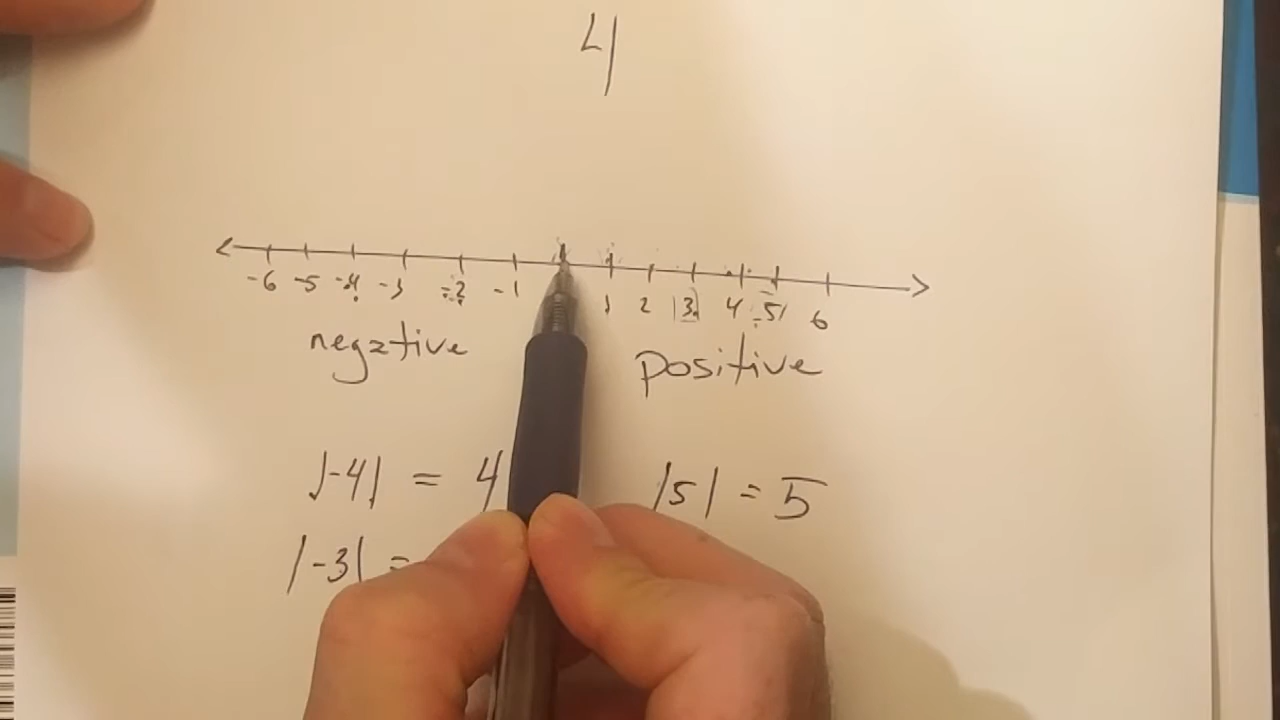 4
-6 -5 -4 -3 -2 -1 1 2 3 4 5 6
negative positive
|-4| = 4 |5| = 5
|-3| =